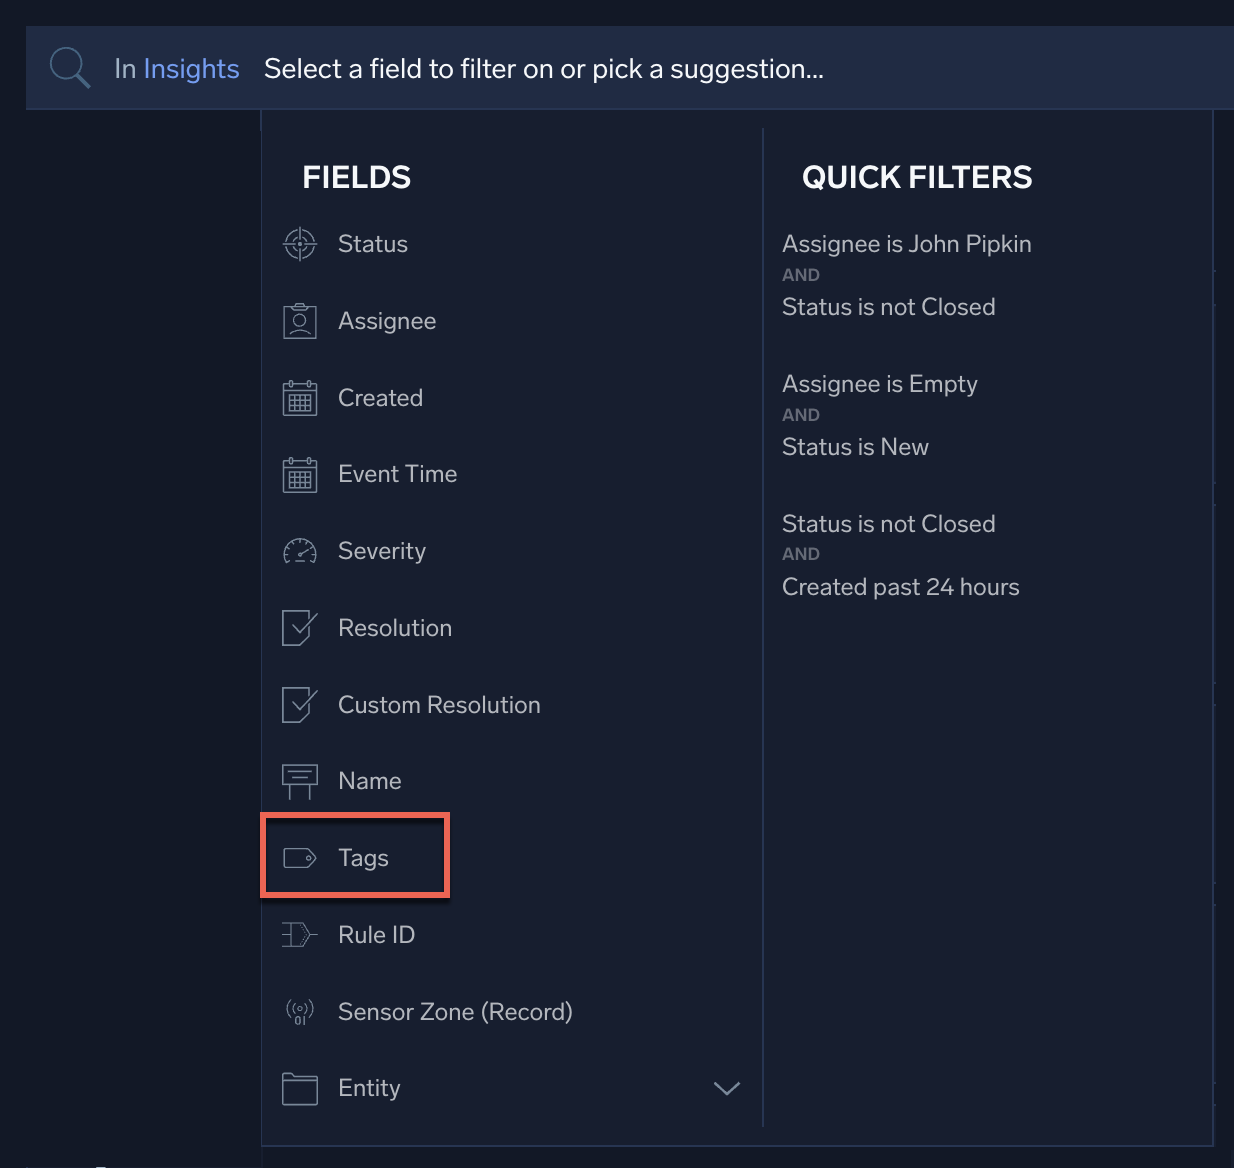 In Insights Select a field to filter on or pick a suggestion...
FIELDS
Status
Assignee
Created
Event Time
Severity
Resolution
Custom Resolution
Name
Tags
Rule ID
Sensor Zone (Record)
Entity
QUICK FILTERS
Assignee is John Pipkin
AND
Status is not Closed
Assignee is Empty
AND
Status is New
Status is not Closed
AND
Created past 24 hours